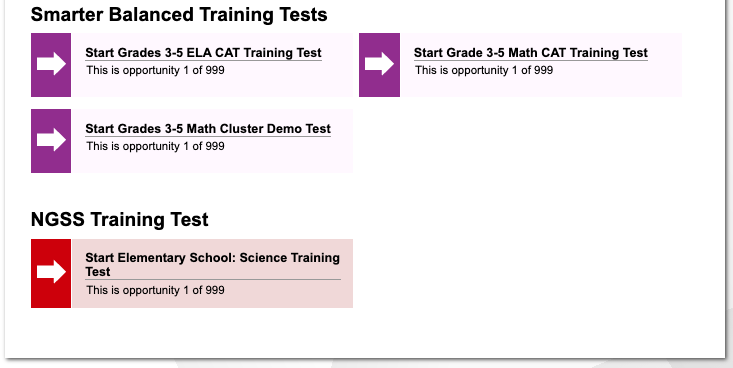 Smarter Balanced Training Tests
Start Grades 3-5 ELA CAT Training Test
This is opportunity 1 of 999
Start Grade 3-5 Math CAT Training Test
This is opportunity 1 of 999
Start Grades 3-5 Math Cluster Demo Test
This is opportunity 1 of 999
NGSS Training Test
Start Elementary School: Science Training
Test
This is opportunity 1 of 999